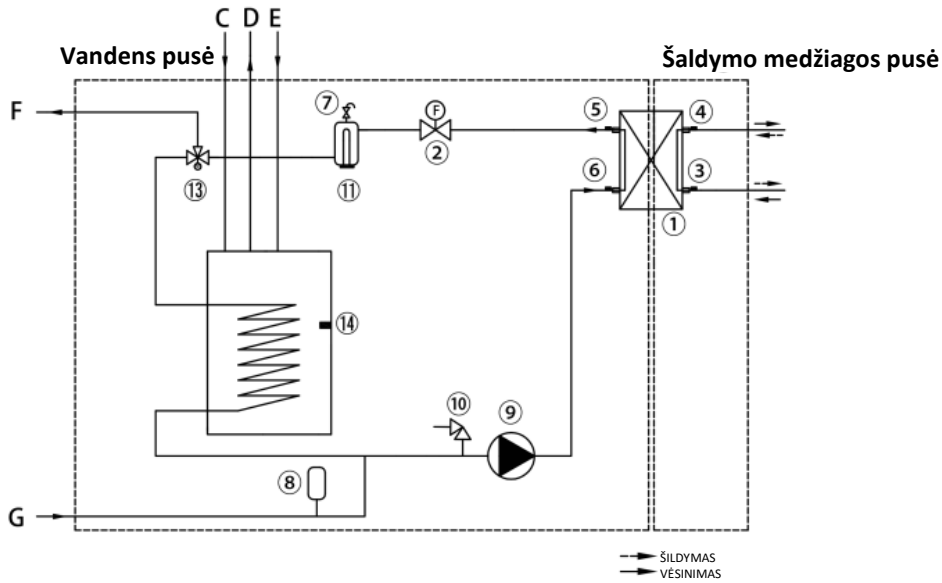 C D E
Vandens pusė
Šaldymo medžiagos pusė
F
⑦
F
⑤
④
②
⑬
⑪
⑥
③
①
⑭
⑩
⑨
⑧
G
ŠILDYMAS
VĖSINIMAS